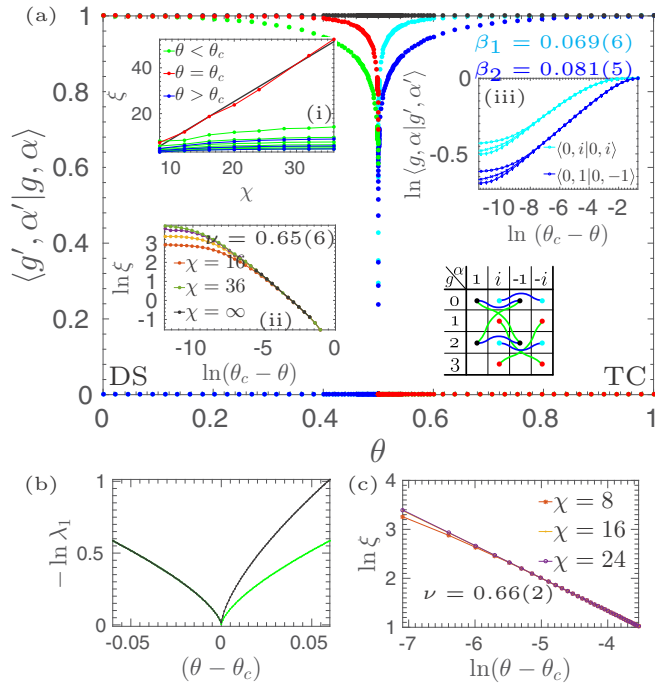 (a)
⟨g′, α′|g, α⟩
1
0.8
0.6
0.4
0.2
0
0
0.2
0.4
0.6
0.8
1
θ
DS
TC
β₁ = 0.069(6)
β₂ = 0.081(5)
ξ
40
20
θ < θc
θ = θc
θ > θc
(i)
10
20
30
χ
ln ξ
3
2
1
0
-1
ν = 0.65(6)
χ = 16
χ = 36
χ = ∞
(ii)
-10
-5
0
ln(θc − θ)
ln ⟨g, α|g′, α′⟩
0
-0.5
(iii)
⟨0, i|0, i⟩
⟨0, 1|0, -1⟩
-10
-8
-6
-4
-2
ln (θc − θ)
g α 1 i -1 -i
0
1
2
3
(b)
− ln λ₁
1
0.5
0
-0.05
0
0.05
(θ − θc)
(c)
ln ξ
4
3
2
1
χ = 8
χ = 16
χ = 24
ν = 0.66(2)
-7
-6
-5
-4
ln(θ − θc)